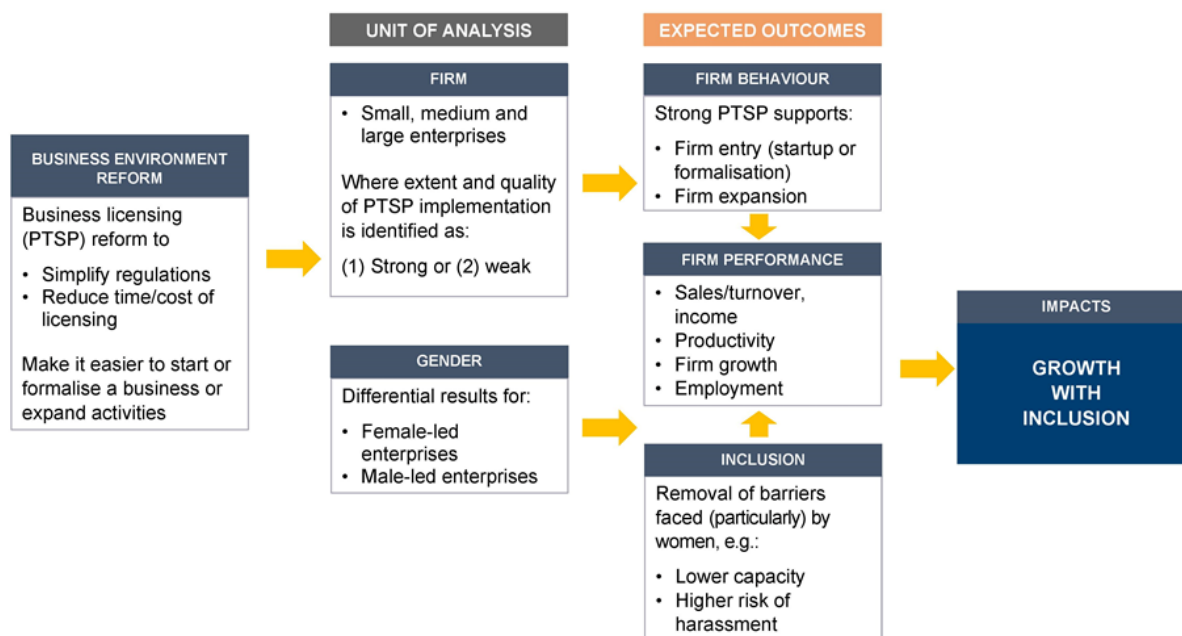 UNIT OF ANALYSIS
EXPECTED OUTCOMES
BUSINESS ENVIRONMENT
REFORM
Business licensing
(PTSP) reform to
• Simplify regulations
• Reduce time/cost of
licensing
Make it easier to start or
formalise a business or
expand activities
FIRM
• Small, medium and
large enterprises
Where extent and quality
of PTSP implementation
is identified as:
(1) Strong or (2) weak
GENDER
Differential results for:
• Female-led
enterprises
• Male-led enterprises
FIRM BEHAVIOUR
Strong PTSP supports:
• Firm entry (startup or
formalisation)
• Firm expansion
FIRM PERFORMANCE
• Sales/turnover,
income
• Productivity
• Firm growth
• Employment
INCLUSION
Removal of barriers
faced (particularly) by
women, e.g.:
• Lower capacity
• Higher risk of
harassment
IMPACTS
GROWTH
WITH
INCLUSION